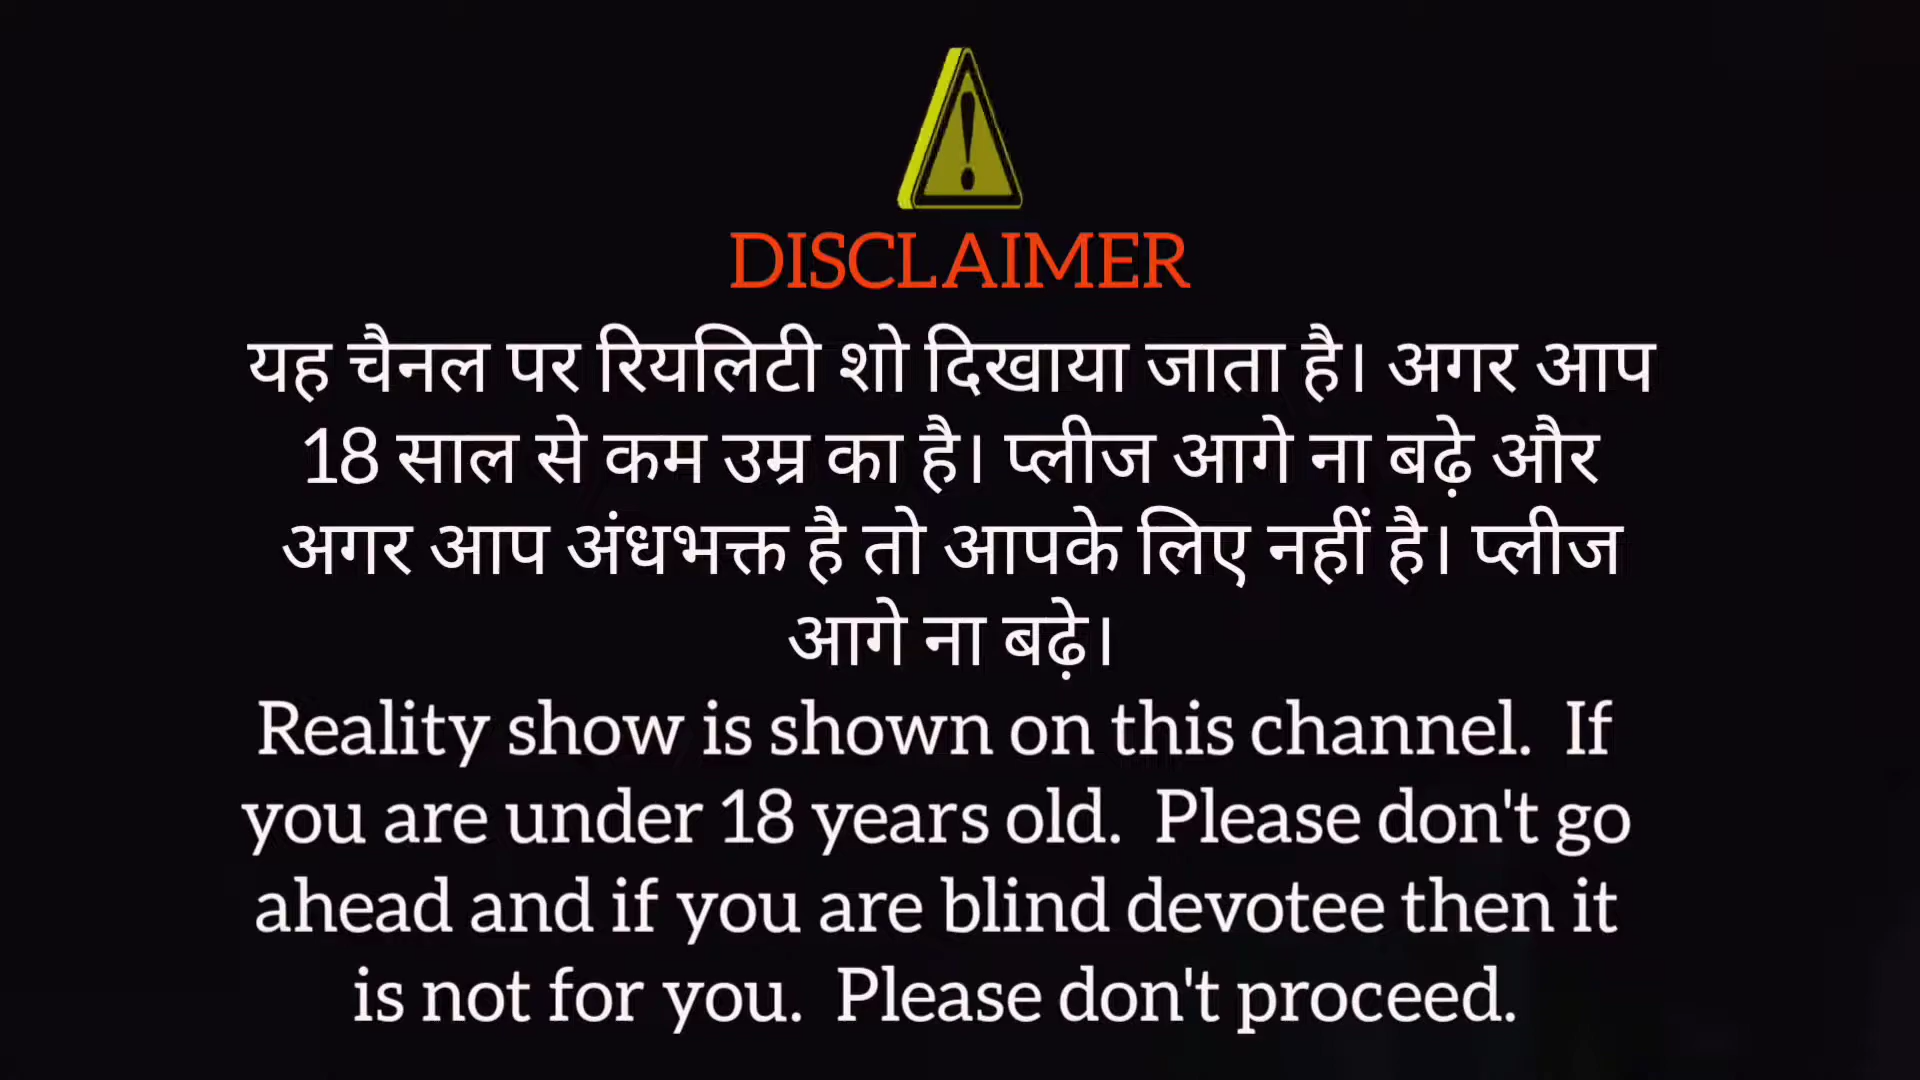 DISCLAIMER
यह चैनल पर रियलिटी शो दिखाया जाता है। अगर आप
18 साल से कम उम्र का है। प्लीज आगे ना बढ़े और
अगर आप अंधभक्त है तो आपके लिए नहीं है। प्लीज
आगे ना बढ़े।
Reality show is shown on this channel. If
you are under 18 years old. Please don't go
ahead and if you are blind devotee then it
is not for you. Please don't proceed.